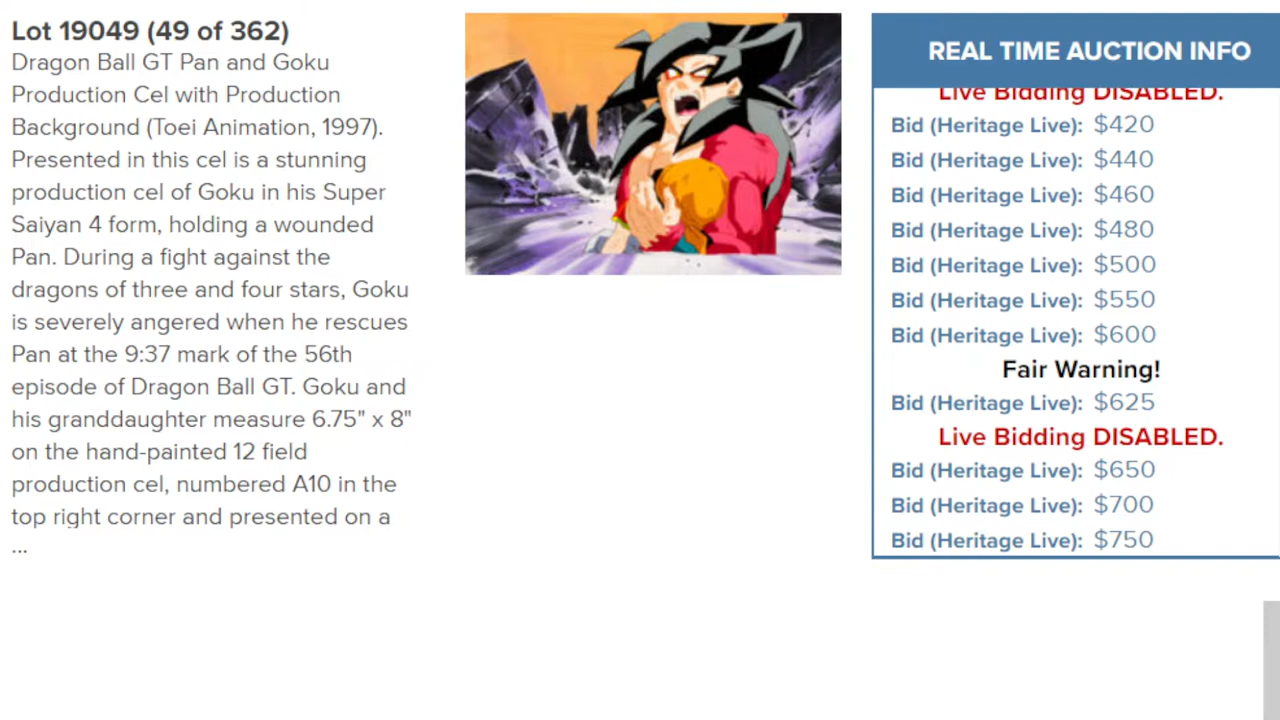 Lot 19049 (49 of 362)
Dragon Ball GT Pan and Goku
Production Cel with Production
Background (Toei Animation, 1997).
Presented in this cel is a stunning
production cel of Goku in his Super
Saiyan 4 form, holding a wounded
Pan. During a fight against the
dragons of three and four stars, Goku
is severely angered when he rescues
Pan at the 9:37 mark of the 56th
episode of Dragon Ball GT. Goku and
his granddaughter measure 6.75" x 8"
on the hand-painted 12 field
production cel, numbered A10 in the
top right corner and presented on a
...
REAL TIME AUCTION INFO
Live Bidding DISABLED.
Bid (Heritage Live): $420
Bid (Heritage Live): $440
Bid (Heritage Live): $460
Bid (Heritage Live): $480
Bid (Heritage Live): $500
Bid (Heritage Live): $550
Bid (Heritage Live): $600
Fair Warning!
Bid (Heritage Live): $625
Live Bidding DISABLED.
Bid (Heritage Live): $650
Bid (Heritage Live): $700
Bid (Heritage Live): $750